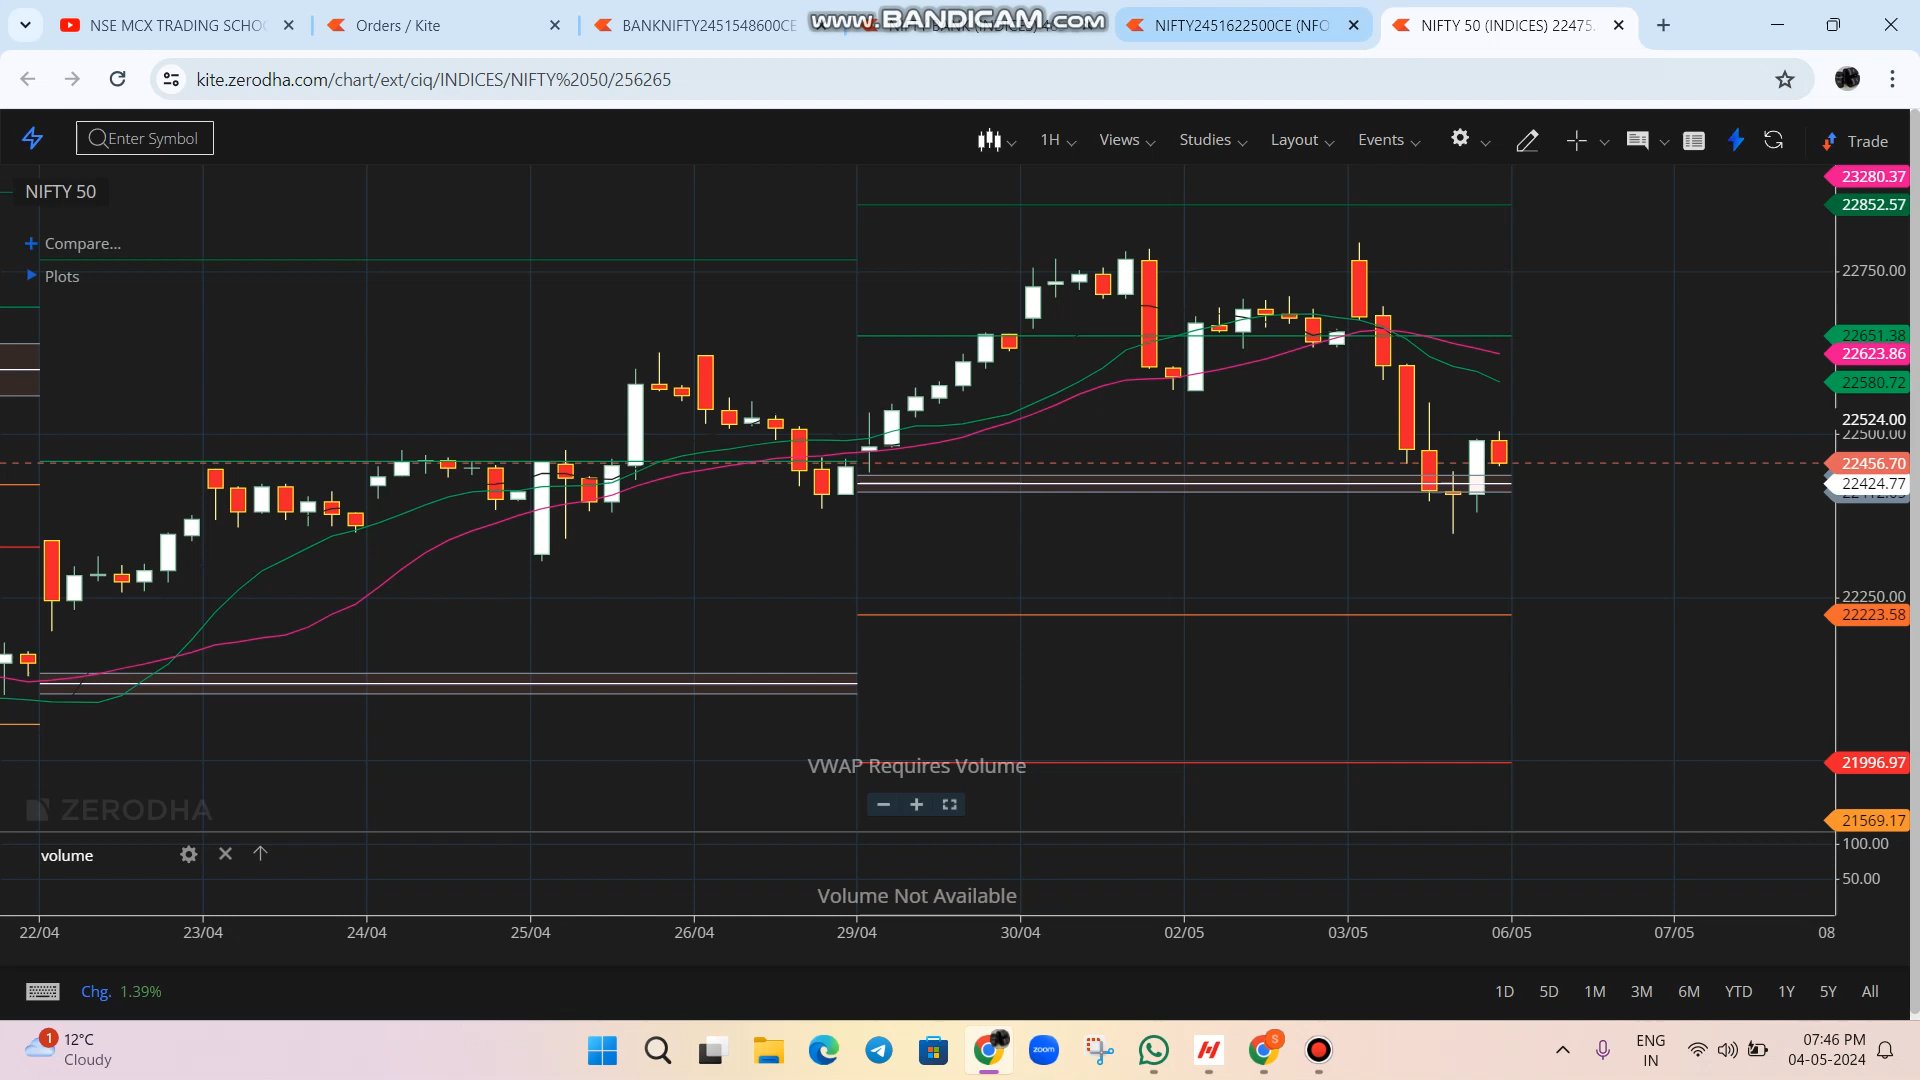 NSE MCX TRADING SCHO
Orders / Kite
BANKNIFTY2451548600CE
www.BANDICAM.com
NIFTY2451622500CE (NFO
NIFTY 50 (INDICES) 22475.
kite.zerodha.com/chart/ext/ciq/INDICES/NIFTY%2050/256265
Enter Symbol
1H
Views
Studies
Layout
Events
Trade
NIFTY 50
Compare...
Plots
23280.37
22852.57
22750.00
22651.38
22623.86
22580.72
22524.00
22500.00
22456.70
22424.77
22250.00
22223.58
21996.97
21569.17
VWAP Requires Volume
ZERODHA
volume
100.00
50.00
Volume Not Available
22/04
23/04
24/04
25/04
26/04
29/04
30/04
02/05
03/05
06/05
07/05
08
Chg. 1.39%
1D 5D 1M 3M 6M YTD 1Y 5Y All
1
12°C
Cloudy
zoom
S
ENG
IN
07:46 PM
04-05-2024